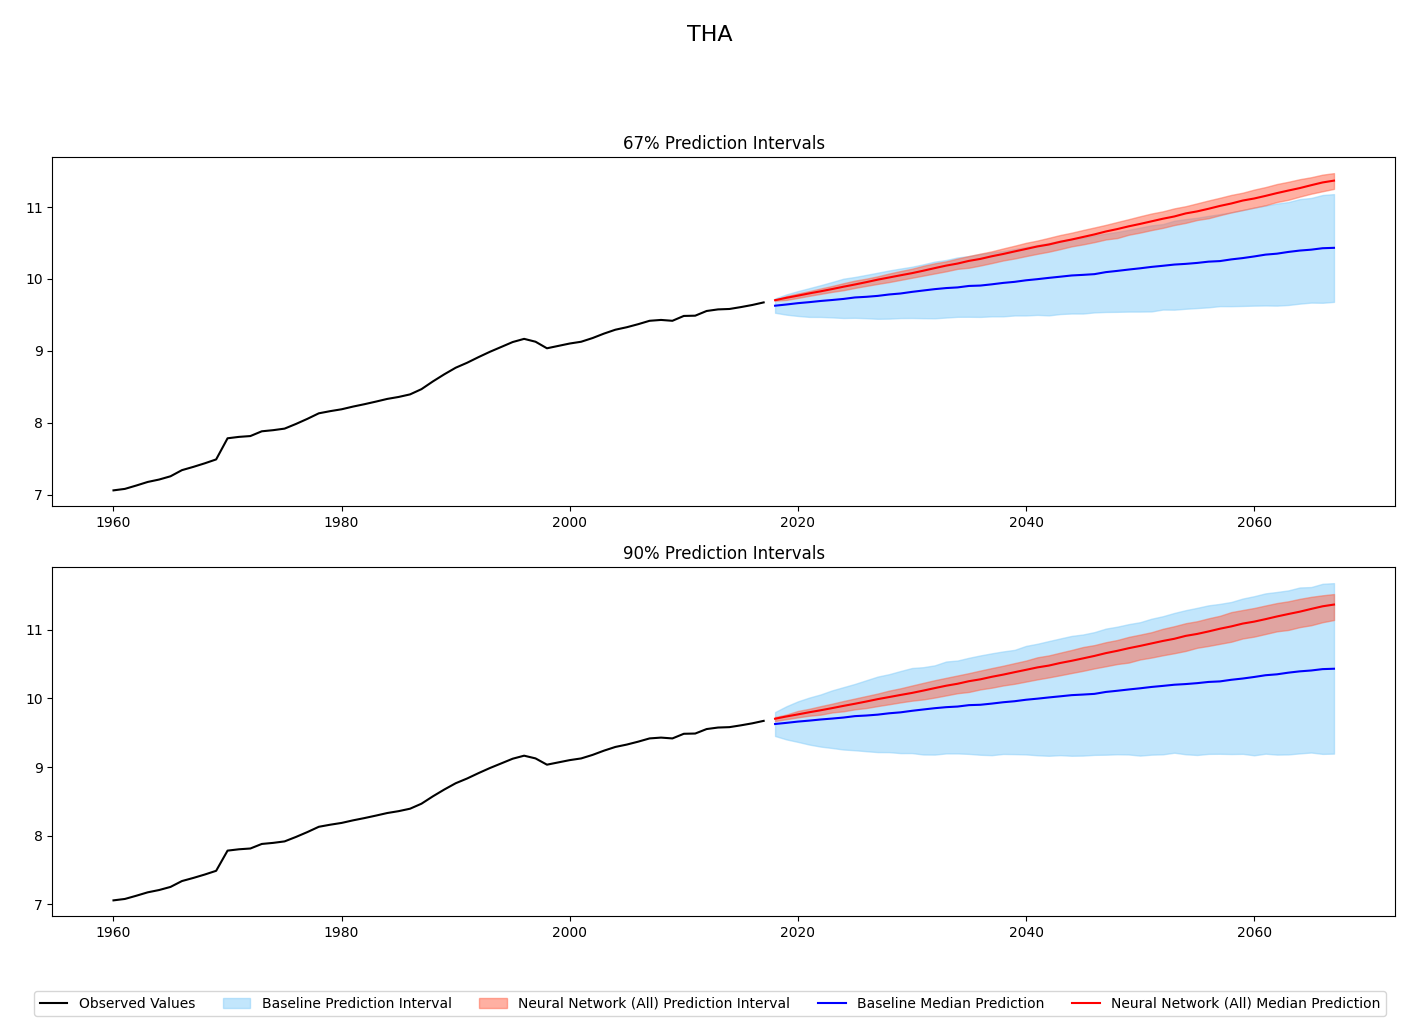 THA
67% Prediction Intervals
11
10
9
8
7
1960 1980 2000 2020 2040 2060
90% Prediction Intervals
11
10
9
8
7
1960 1980 2000 2020 2040 2060
Observed Values Baseline Prediction Interval Neural Network (All) Prediction Interval Baseline Median Prediction Neural Network (All) Median Prediction